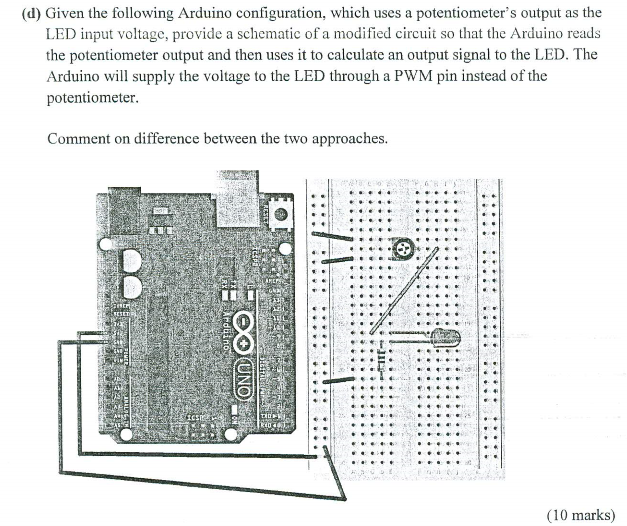 (d) Given the following Arduino configuration, which uses a potentiometer's output as the
LED input voltage, provide a schematic of a modified circuit so that the Arduino reads
the potentiometer output and then uses it to calculate an output signal to the LED. The
Arduino will supply the voltage to the LED through a PWM pin instead of the
potentiometer.
Comment on difference between the two approaches.
UNO
(10 marks)